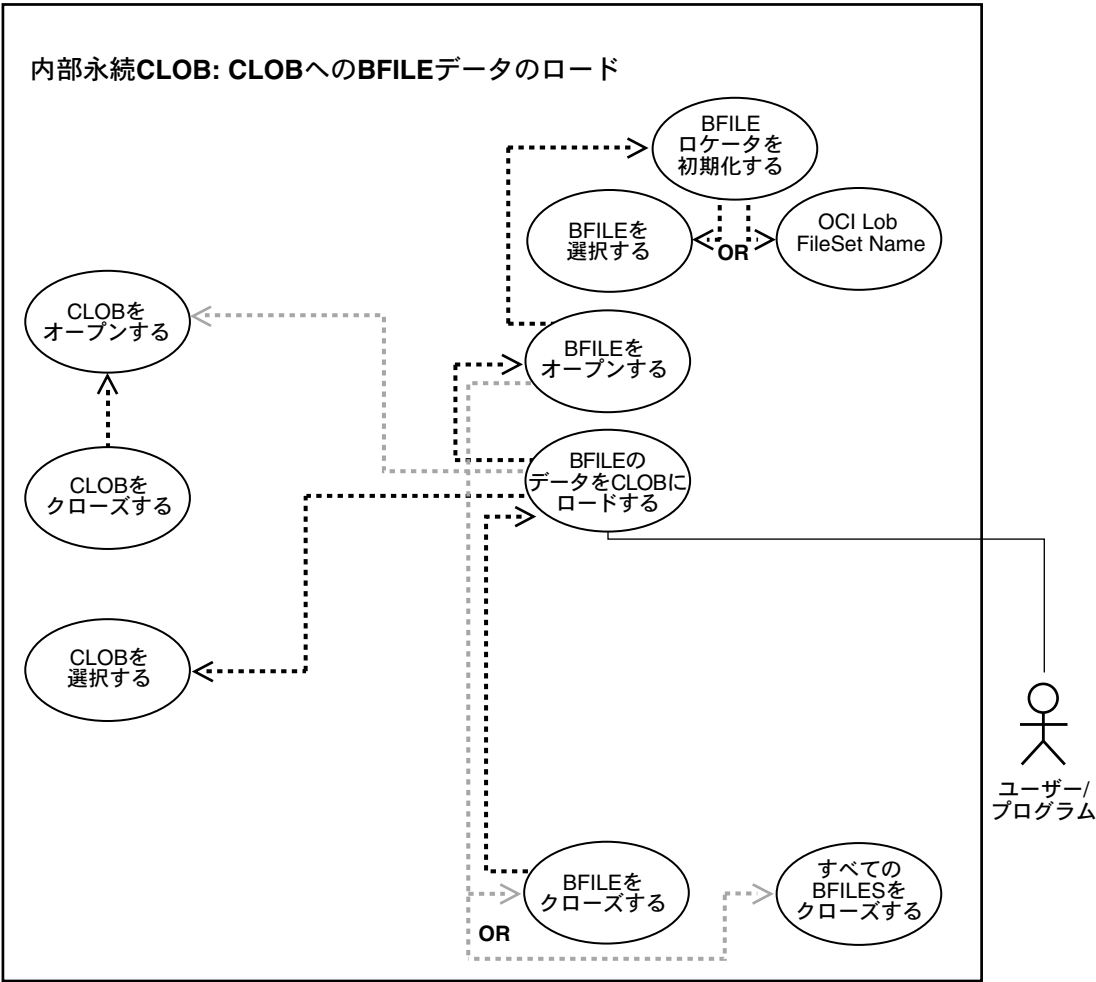 内部永続CLOB: CLOBへのBFILEデータのロード
BFILE
ロケータを
初期化する
BFILEを
選択する
OR
OCI Lob
FileSet Name
CLOBを
オープンする
BFILEを
オープンする
CLOBを
クローズする
BFILEの
データをCLOBに
ロードする
CLOBを
選択する
ユーザー/
プログラム
BFILEを
クローズする
すべての
BFILESを
クローズする
OR